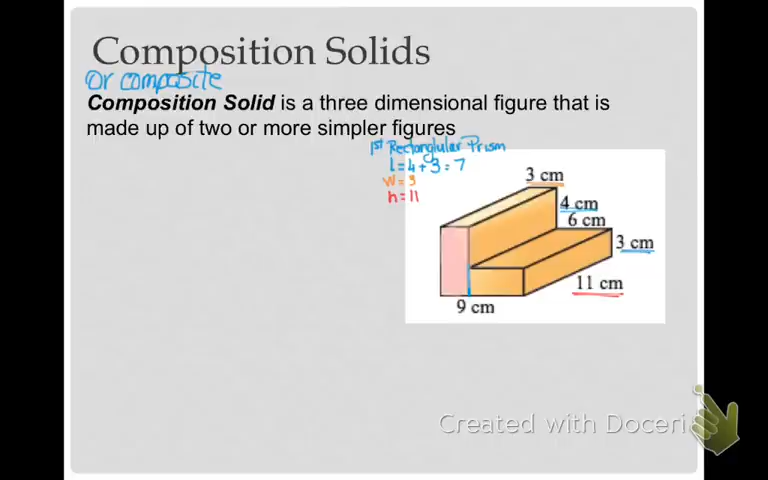 Composition Solids
Or composite
Composition Solid is a three dimensional figure that is
made up of two or more simpler figures
1st Rectanglular Prism
l = 4 + 3 = 7
W = 3
h = 11
3 cm
4 cm
6 cm
3 cm
11 cm
9 cm
Created with Doceri